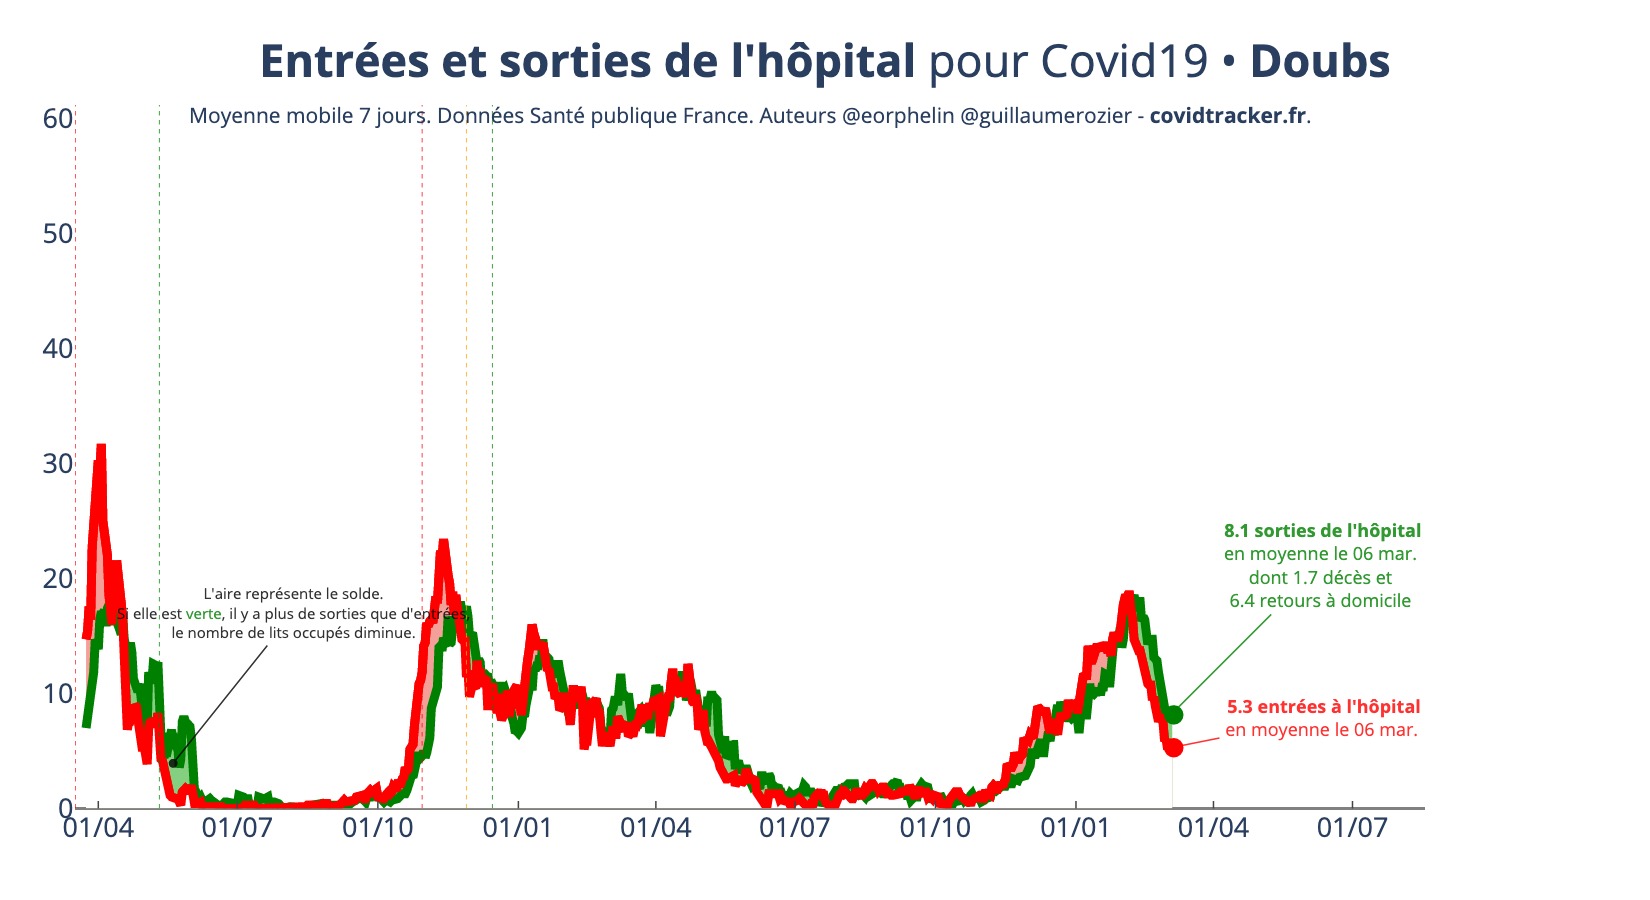 Entrées et sorties de l'hôpital pour Covid19 • Doubs
Moyenne mobile 7 jours. Données Santé publique France. Auteurs @eorphelin @guillaumerozier - covidtracker.fr.
60
50
40
30
20
10
0
L'aire représente le solde.
Si elle est verte, il y a plus de sorties que d'entrées,
le nombre de lits occupés diminue.
8.1 sorties de l'hôpital
en moyenne le 06 mar.
dont 1.7 décès et
6.4 retours à domicile
5.3 entrées à l'hôpital
en moyenne le 06 mar.
01/04 01/07 01/10 01/01 01/04 01/07 01/10 01/01 01/04 01/07